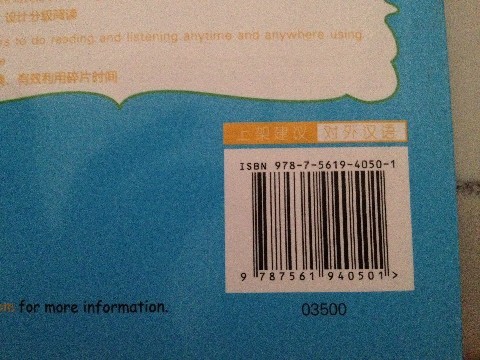 设计分级阅读
to do reading and listening anytime and anywhere using
有效利用碎片时间
上架建议 对外汉语
ISBN 978-7-5619-4050-1
9 787561 940501>
for more information.
03500